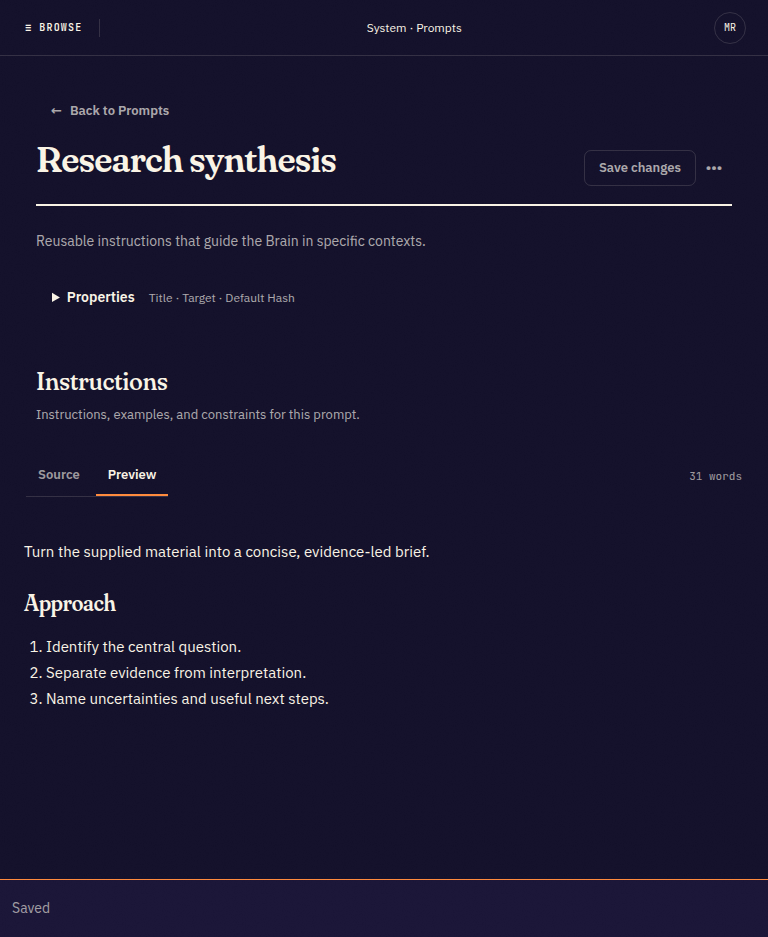 ≡ BROWSE
System · Prompts
MR
← Back to Prompts
Research synthesis
Save changes
•••
Reusable instructions that guide the Brain in specific contexts.
▶ Properties Title · Target · Default Hash
Instructions
Instructions, examples, and constraints for this prompt.
Source Preview
31 words
Turn the supplied material into a concise, evidence-led brief.
Approach
1. Identify the central question.
2. Separate evidence from interpretation.
3. Name uncertainties and useful next steps.
Saved